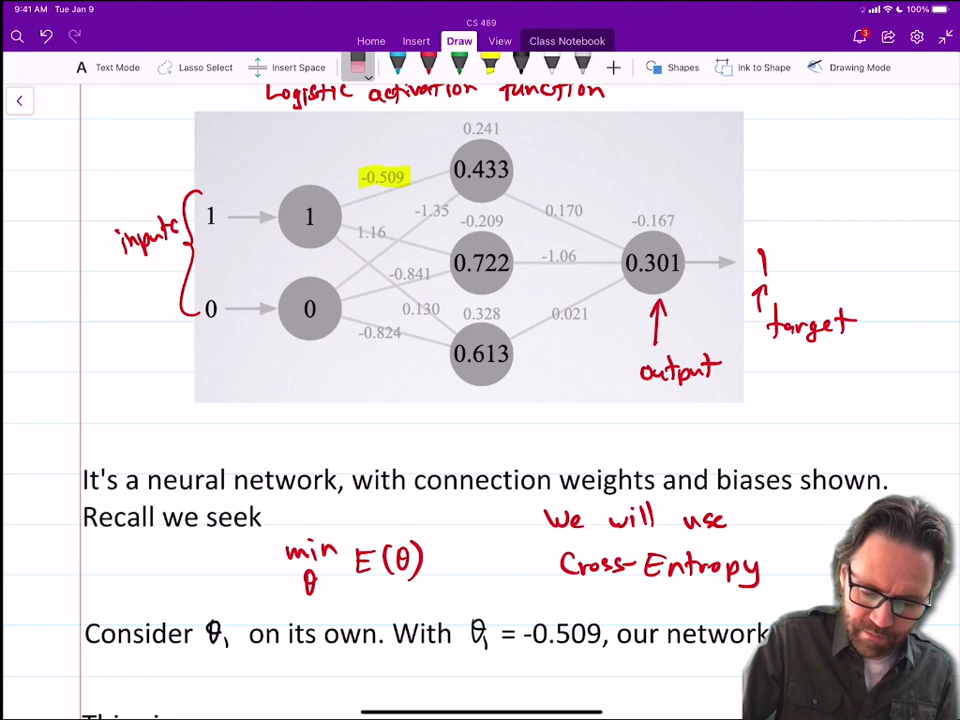 9:41 AM Tue Jan 9
100%
CS 489
Home Insert Draw View Class Notebook
3
A Text Mode Lasso Select Insert Space Shapes Ink to Shape Drawing Mode
Logistic activation function
0.241
-0.509
0.433
1
1
-1.35
0.170
-0.209
-0.167
inputs
1.16
0.722
-1.06
0.301
1
-0.841
0
0
0.130
0.328
0.021
target
-0.824
0.613
output
It's a neural network, with connection weights and biases shown.
Recall we seek
We will use
min E(θ)
θ
Cross-Entropy
Consider θ₁ on its own. With θ₁ = -0.509, our network